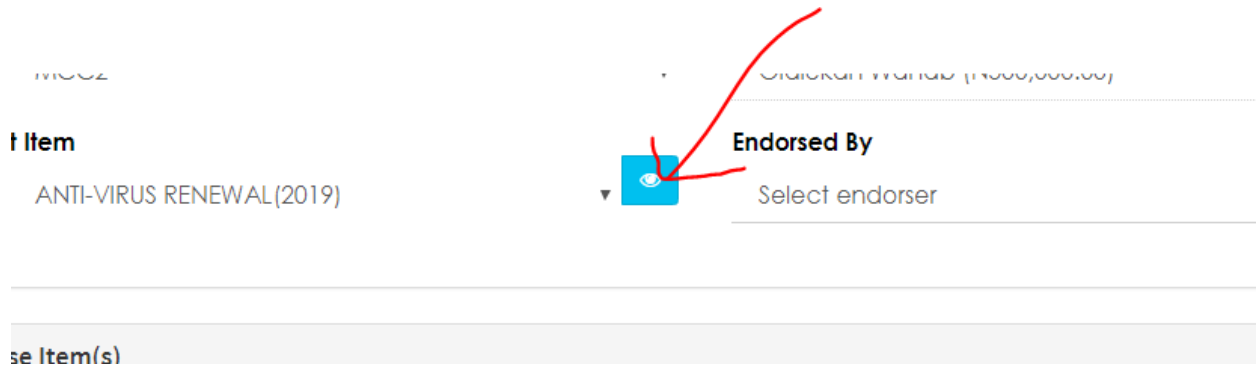 t Item
Endorsed By
ANTI-VIRUS RENEWAL(2019)
Select endorser
se Item(s)